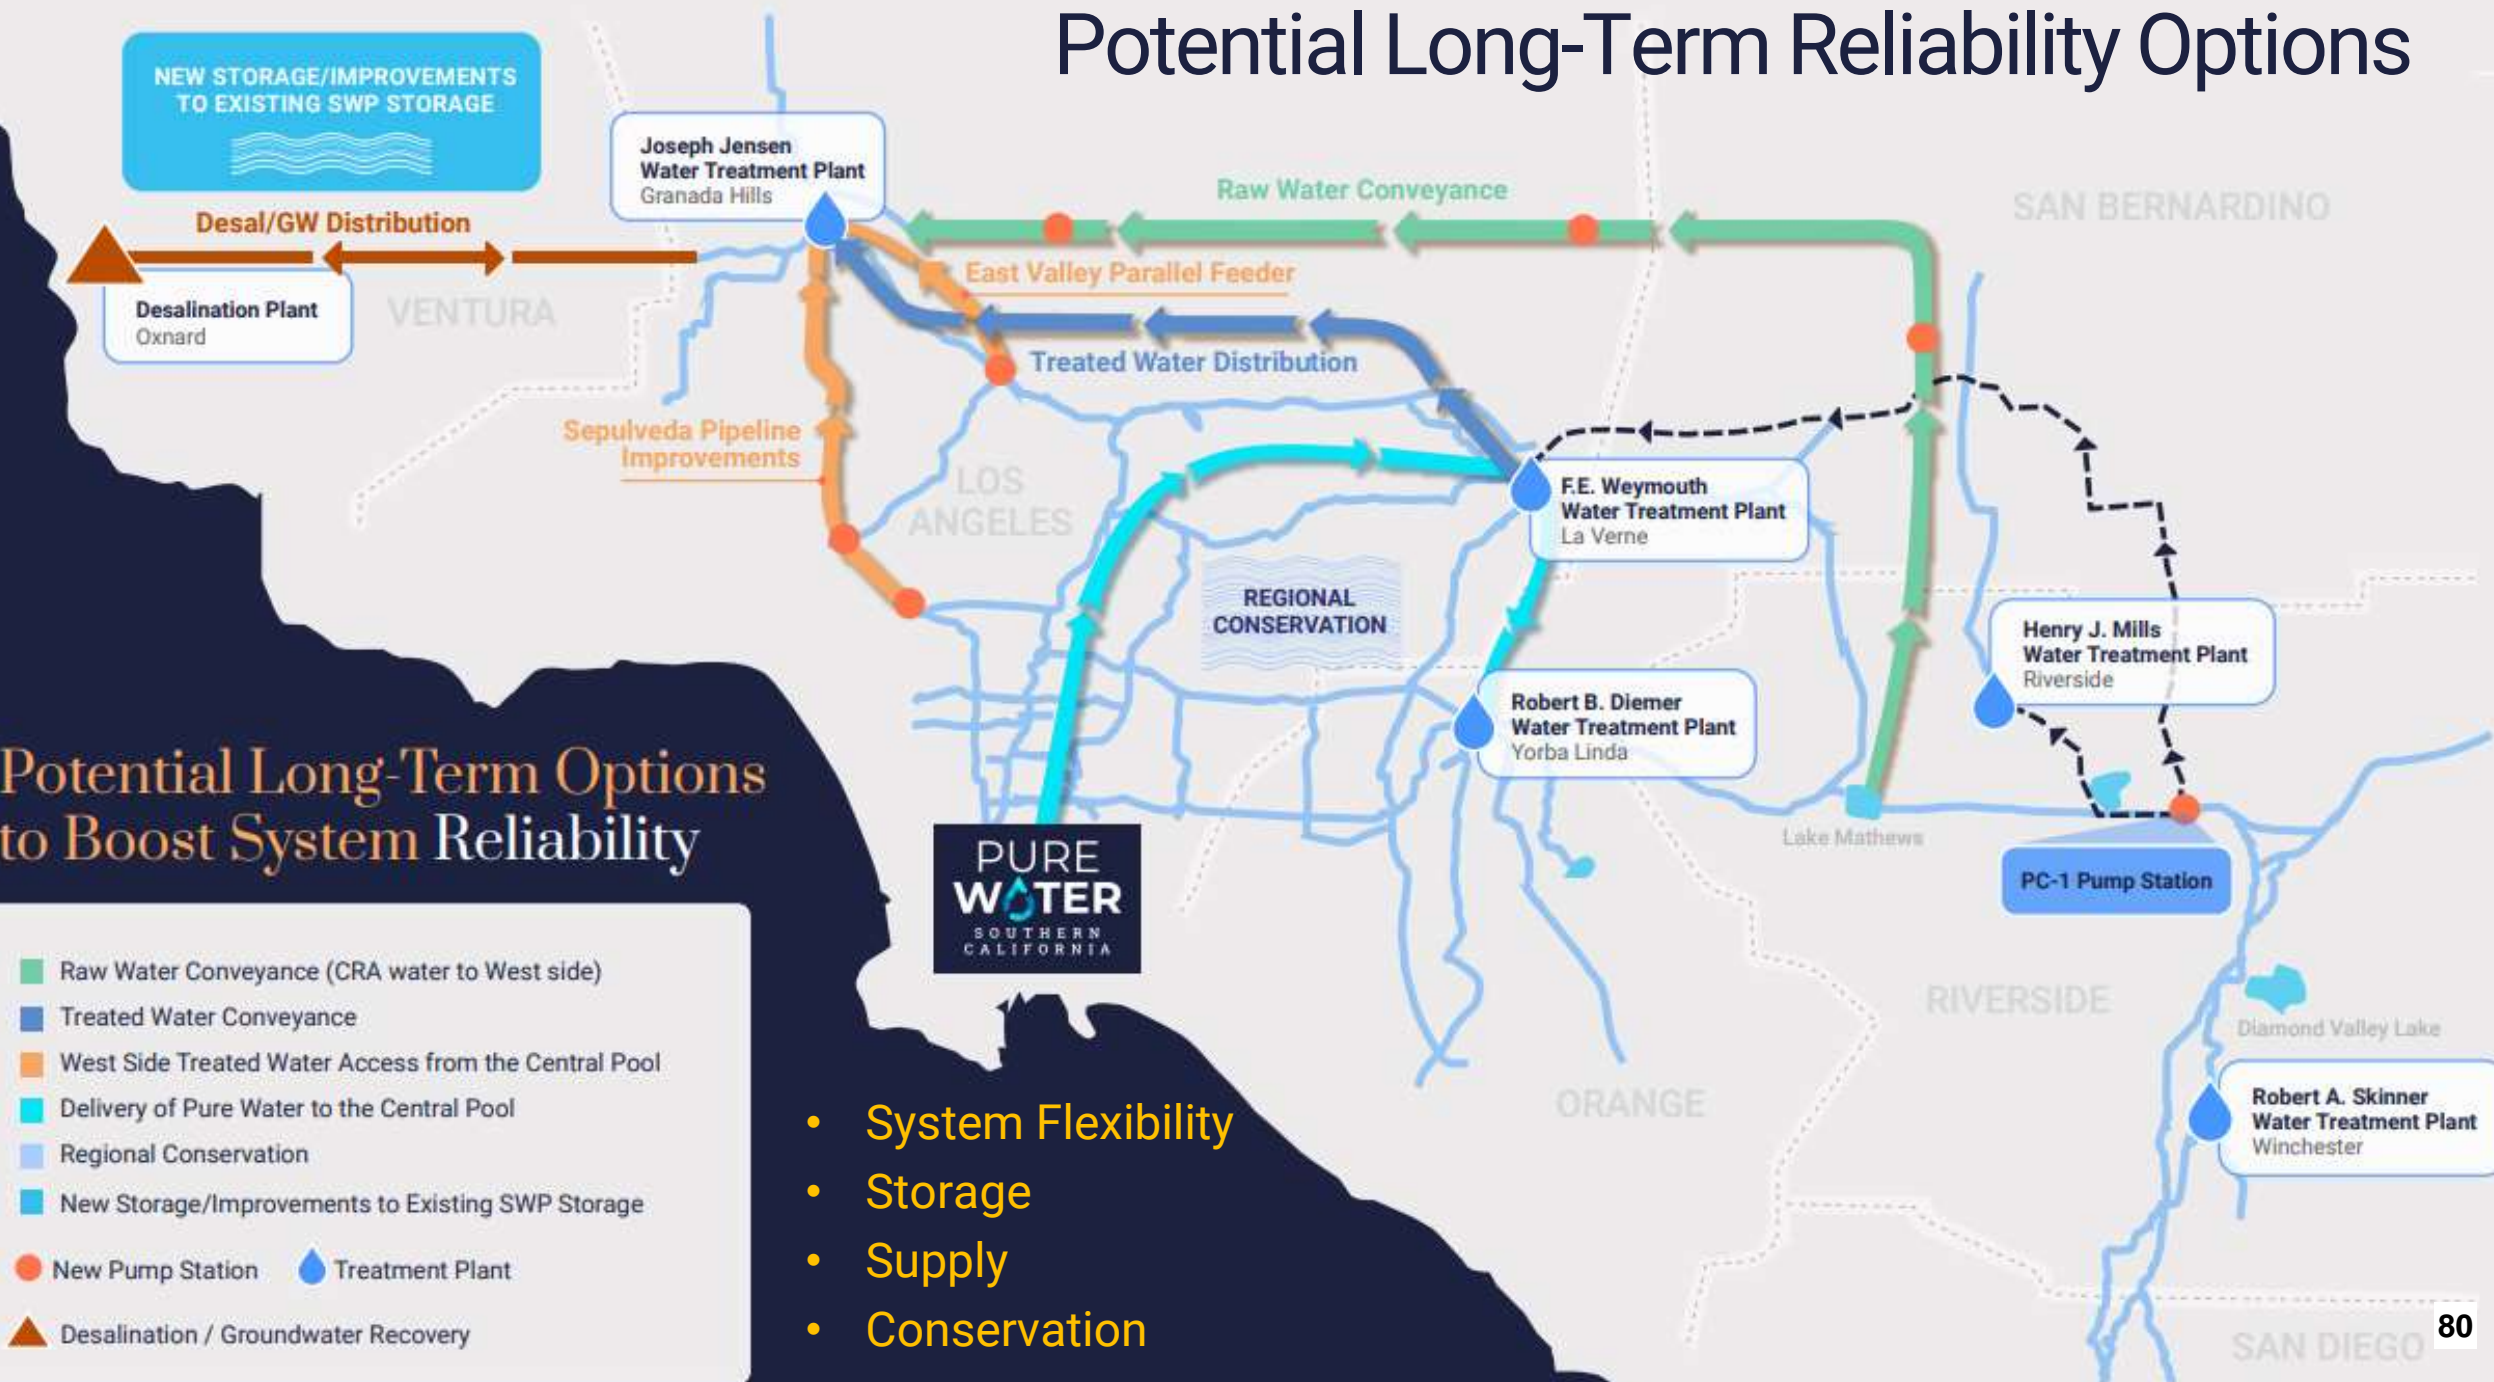 Potential Long-Term Reliability Options
NEW STORAGE/IMPROVEMENTS
TO EXISTING SWP STORAGE
Joseph Jensen
Water Treatment Plant
Granada Hills
Raw Water Conveyance
SAN BERNARDINO
Desal/GW Distribution
East Valley Parallel Feeder
Desalination Plant
Oxnard
VENTURA
Treated Water Distribution
Sepulveda Pipeline
Improvements
LOS
ANGELES
F.E. Weymouth
Water Treatment Plant
La Verne
REGIONAL
CONSERVATION
Henry J. Mills
Water Treatment Plant
Riverside
Robert B. Diemer
Water Treatment Plant
Yorba Linda
Potential Long-Term Options
to Boost System Reliability
Lake Mathews
PC-1 Pump Station
PURE
WATER
SOUTHERN
CALIFORNIA
RIVERSIDE
Diamond Valley Lake
ORANGE
Robert A. Skinner
Water Treatment Plant
Winchester
Raw Water Conveyance (CRA water to West side)
Treated Water Conveyance
West Side Treated Water Access from the Central Pool
Delivery of Pure Water to the Central Pool
Regional Conservation
New Storage/Improvements to Existing SWP Storage
New Pump Station
Treatment Plant
Desalination / Groundwater Recovery
• System Flexibility
• Storage
• Supply
• Conservation
SAN DIEGO
80